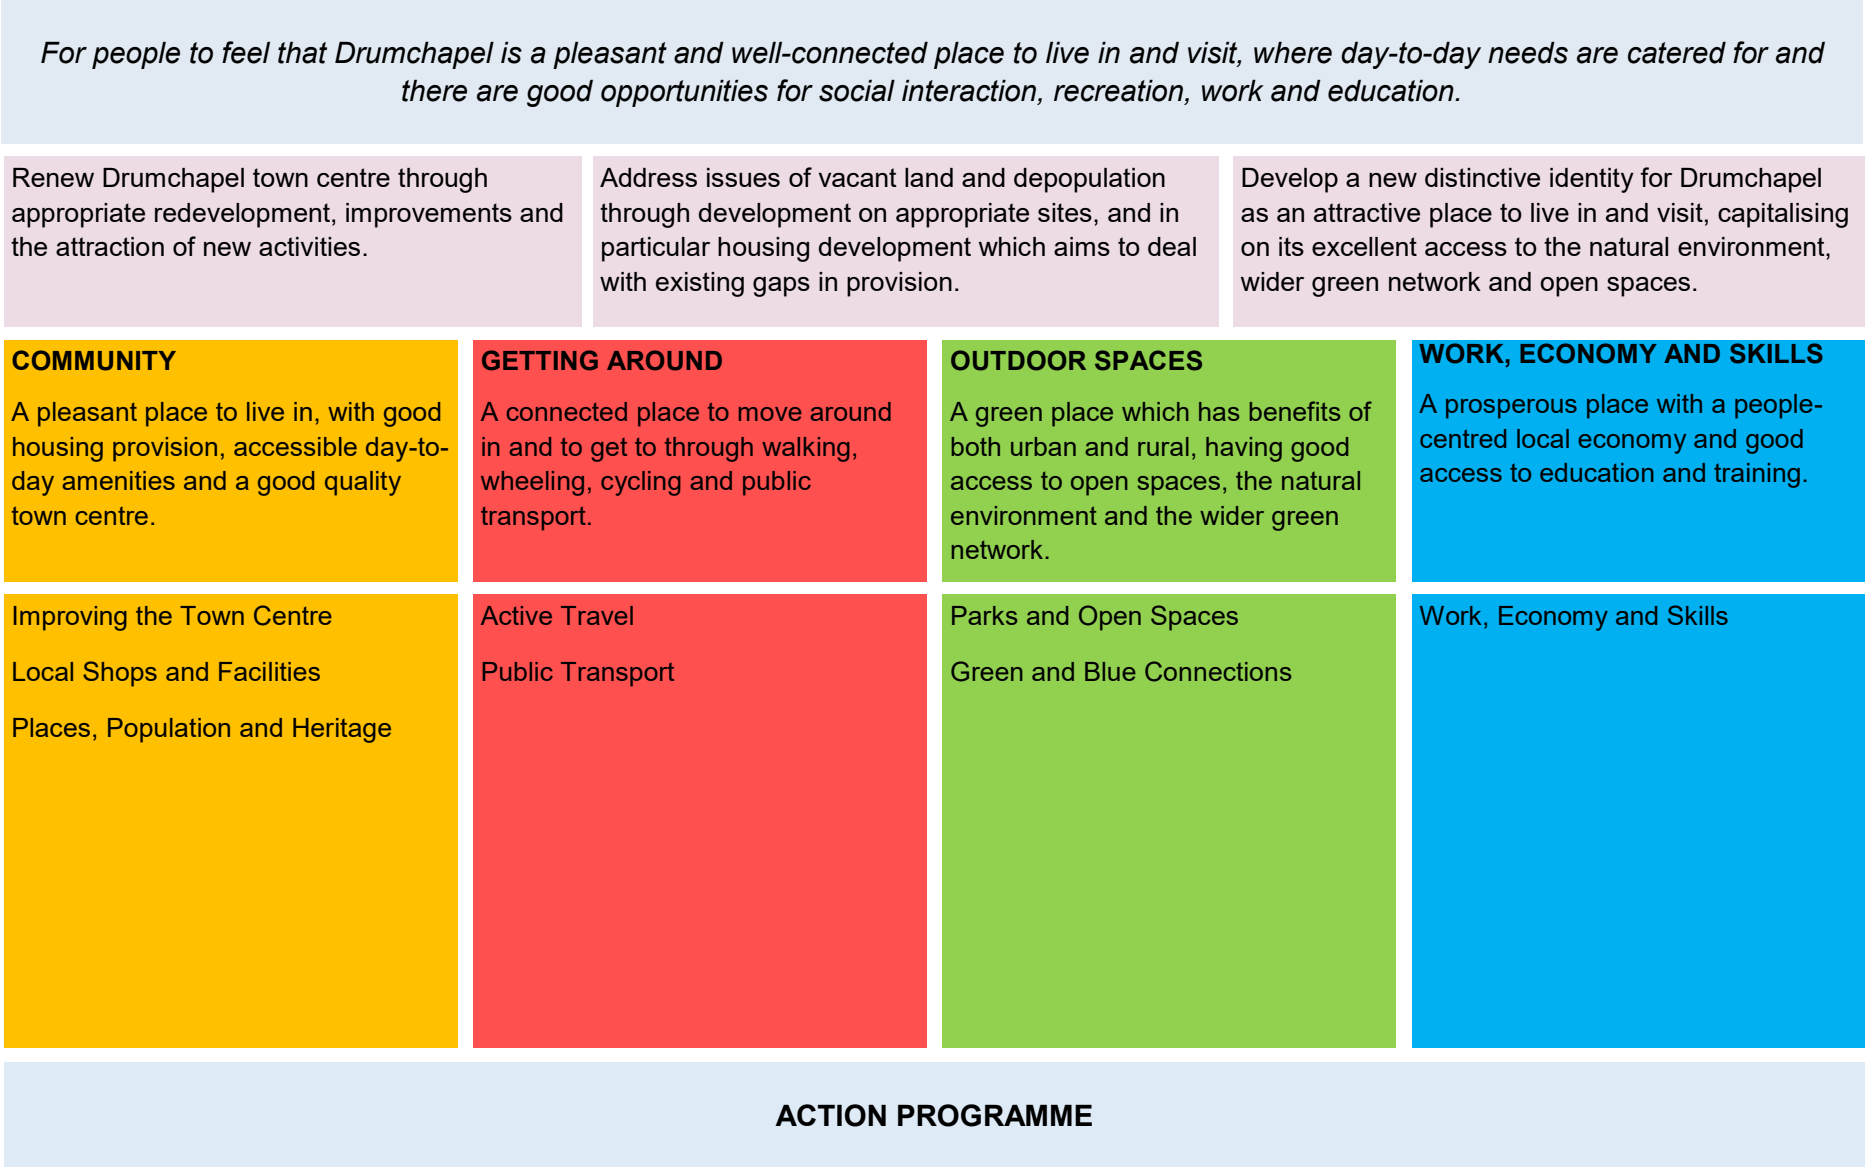 For people to feel that Drumchapel is a pleasant and well-connected place to live in and visit, where day-to-day needs are catered for and
there are good opportunities for social interaction, recreation, work and education.
Renew Drumchapel town centre through
appropriate redevelopment, improvements and
the attraction of new activities.
Address issues of vacant land and depopulation
through development on appropriate sites, and in
particular housing development which aims to deal
with existing gaps in provision.
Develop a new distinctive identity for Drumchapel
as an attractive place to live in and visit, capitalising
on its excellent access to the natural environment,
wider green network and open spaces.
COMMUNITY
A pleasant place to live in, with good
housing provision, accessible day-to-
day amenities and a good quality
town centre.
GETTING AROUND
A connected place to move around
in and to get to through walking,
wheeling, cycling and public
transport.
OUTDOOR SPACES
A green place which has benefits of
both urban and rural, having good
access to open spaces, the natural
environment and the wider green
network.
WORK, ECONOMY AND SKILLS
A prosperous place with a people-
centred local economy and good
access to education and training.
Improving the Town Centre
Local Shops and Facilities
Places, Population and Heritage
Active Travel
Public Transport
Parks and Open Spaces
Green and Blue Connections
Work, Economy and Skills
ACTION PROGRAMME